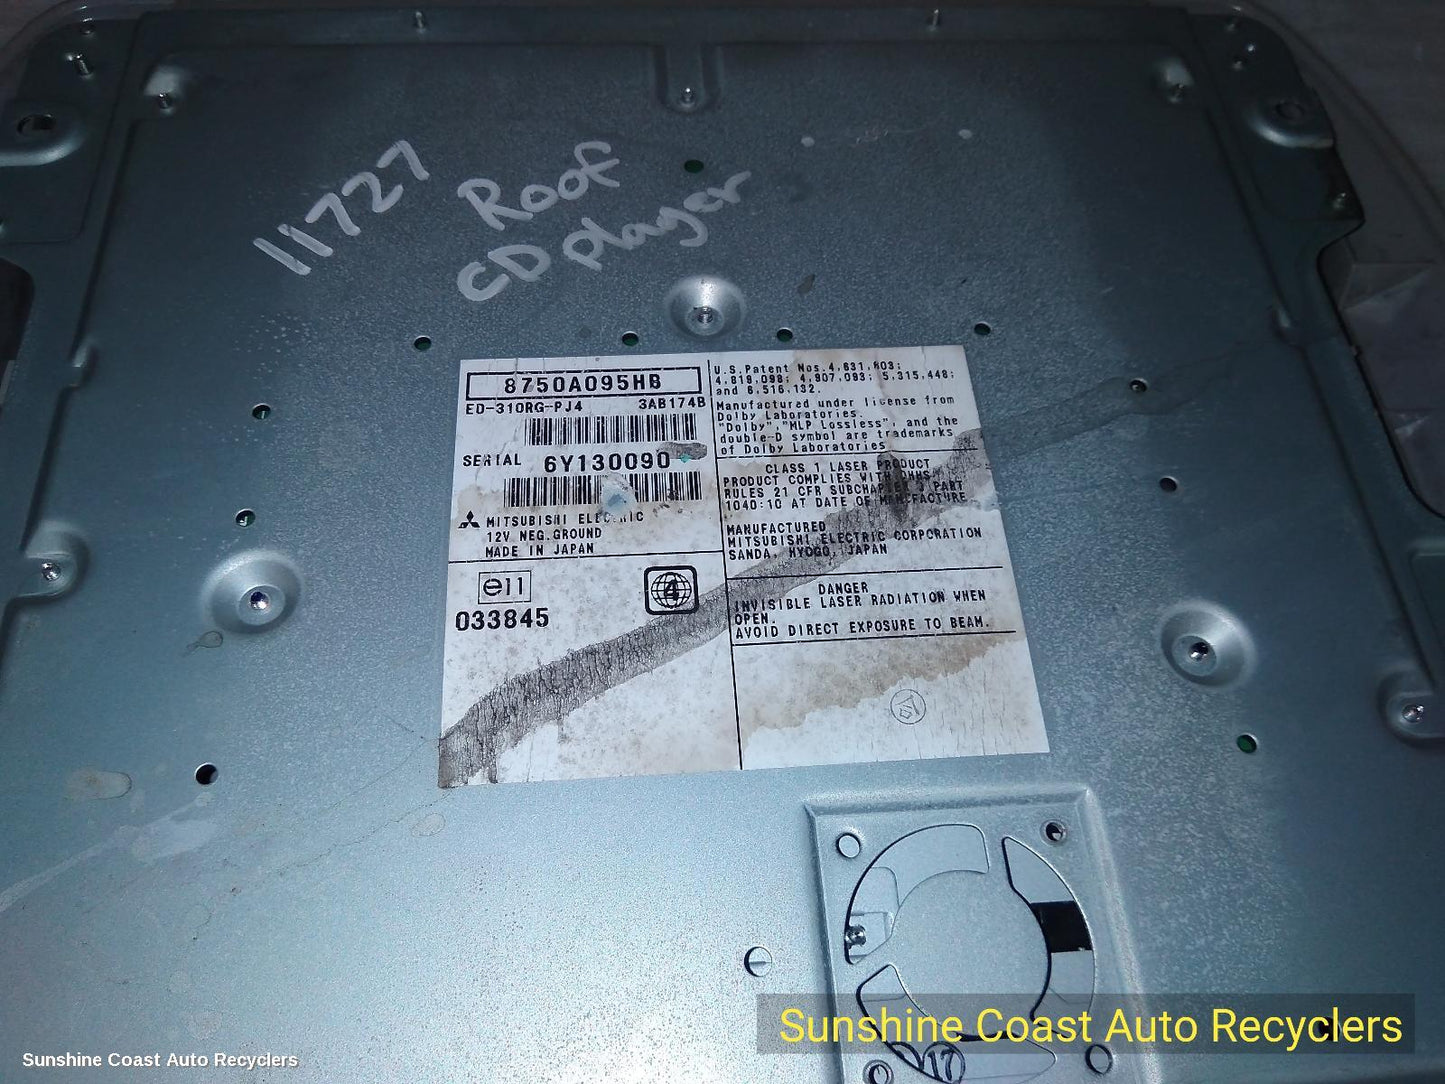 11727
Roof
CD player
8750A095HB
ED-310RG-PJ4 3AB174B
SERIAL 6Y130090
MITSUBISHI ELECTRIC
12V NEG.GROUND
MADE IN JAPAN
e11
033845
4
U.S.Patent Nos.4,631,603;
4,819,098; 4,907,093; 5,315,448;
and 6,516,132.
Manufactured under license from
Dolby Laboratories.
"Dolby","MLP Lossless", and the
double-D symbol are trademarks
of Dolby Laboratories
CLASS 1 LASER PRODUCT
PRODUCT COMPLIES WITH DHHS
RULES 21 CFR SUBCHAPTER J PART
1040:10 AT DATE OF MANUFACTURE
MANUFACTURED
MITSUBISHI ELECTRIC CORPORATION
SANDA, HYOGO, JAPAN
DANGER
INVISIBLE LASER RADIATION WHEN
OPEN.
AVOID DIRECT EXPOSURE TO BEAM.
合
17
Sunshine Coast Auto Recyclers
Sunshine Coast Auto Recyclers